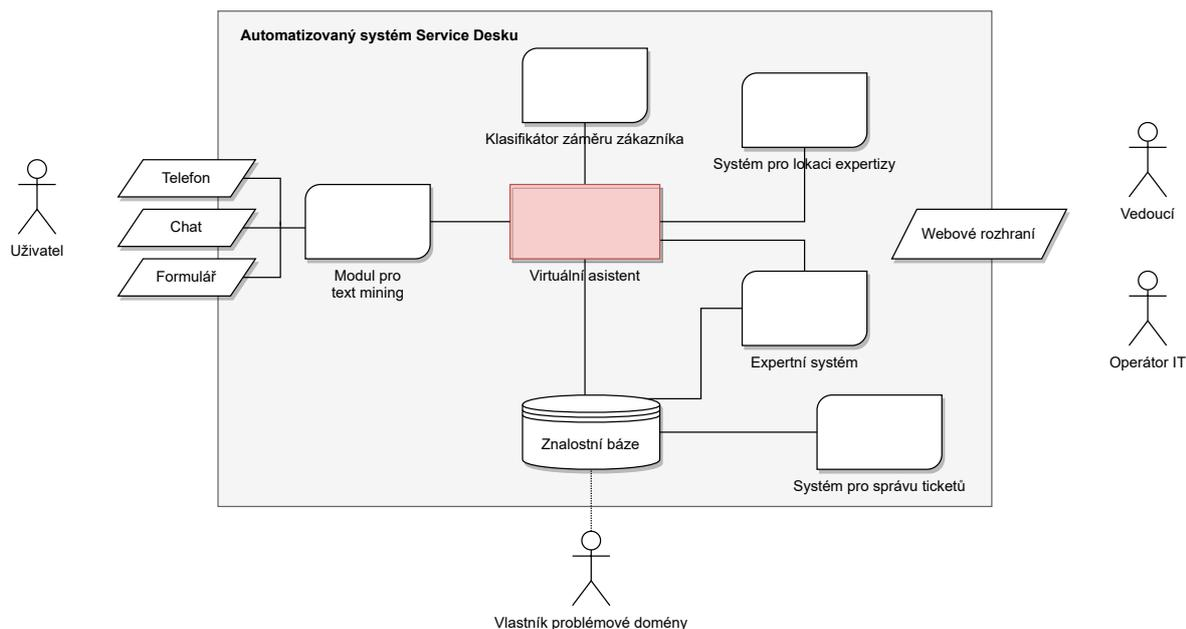 Automatizovaný systém Service Desku
Klasifikátor záměru zákazníka
Systém pro lokaci expertizy
Telefon
Chat
Formulář
Uživatel
Modul pro
text mining
Virtuální asistent
Webové rozhraní
Vedoucí
Operátor IT
Expertní systém
Znalostní báze
Systém pro správu ticketů
Vlastník problémové domény